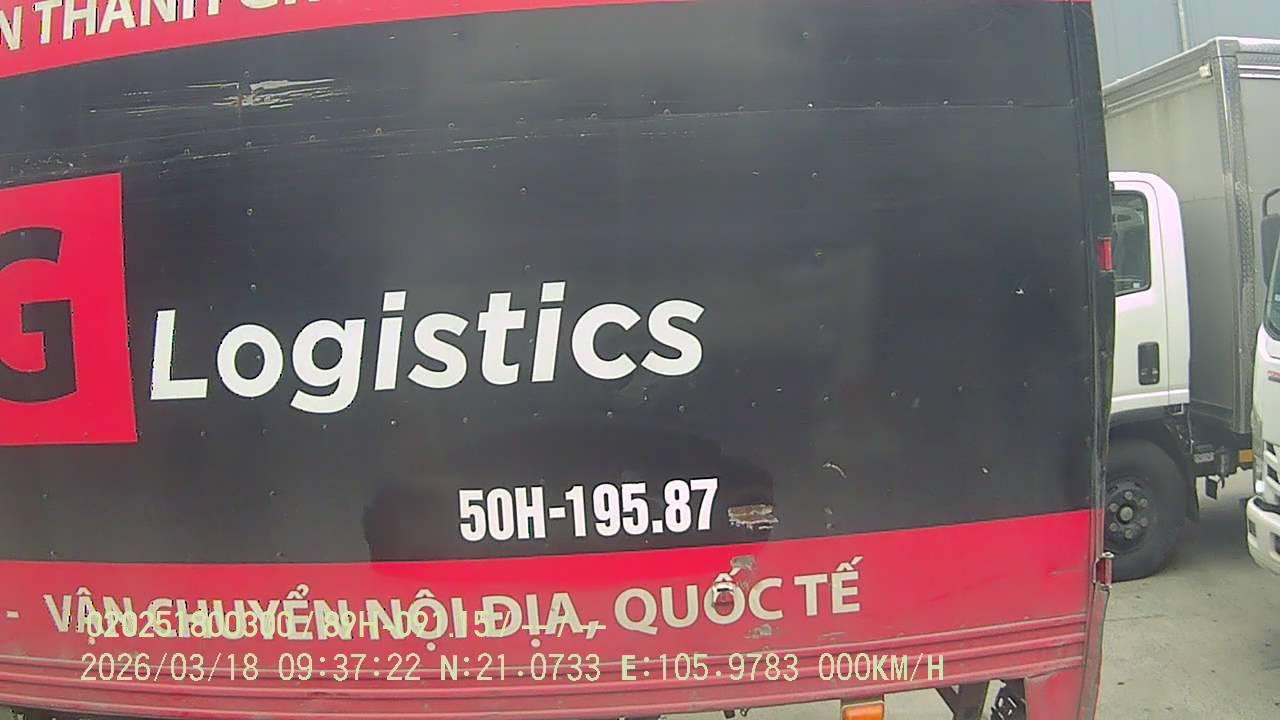 THÀNH
G Logistics
50H-195.87
- VẬN CHUYỂN NỘI ĐỊA, QUỐC TẾ
2026/03/18 09:37:22 N:21.0733 E:105.9783 000KM/H